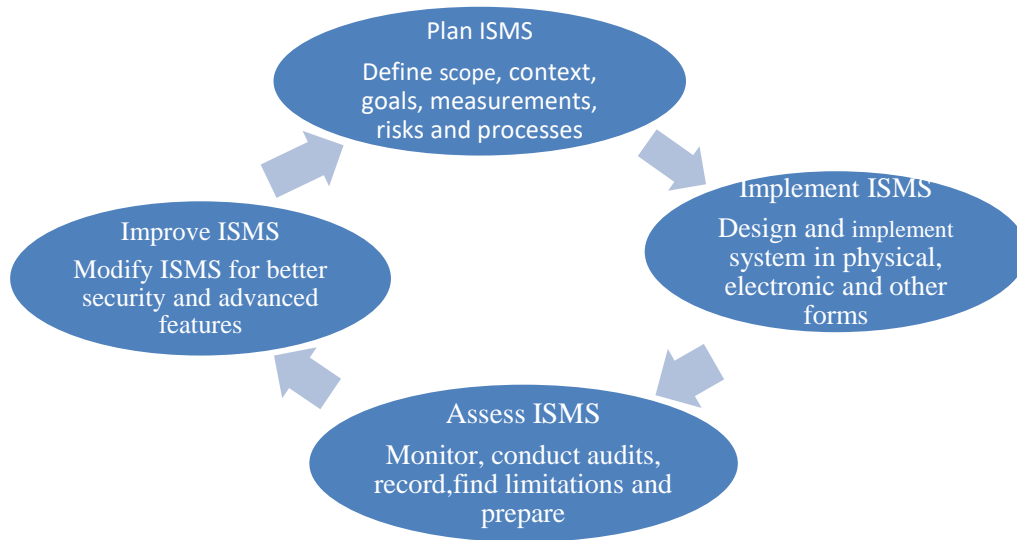 Plan ISMS
Define scope, context,
goals, measurements,
risks and processes
Implement ISMS
Design and implement
system in physical,
electronic and other
forms
Assess ISMS
Monitor, conduct audits,
record,find limitations and
prepare
Improve ISMS
Modify ISMS for better
security and advanced
features